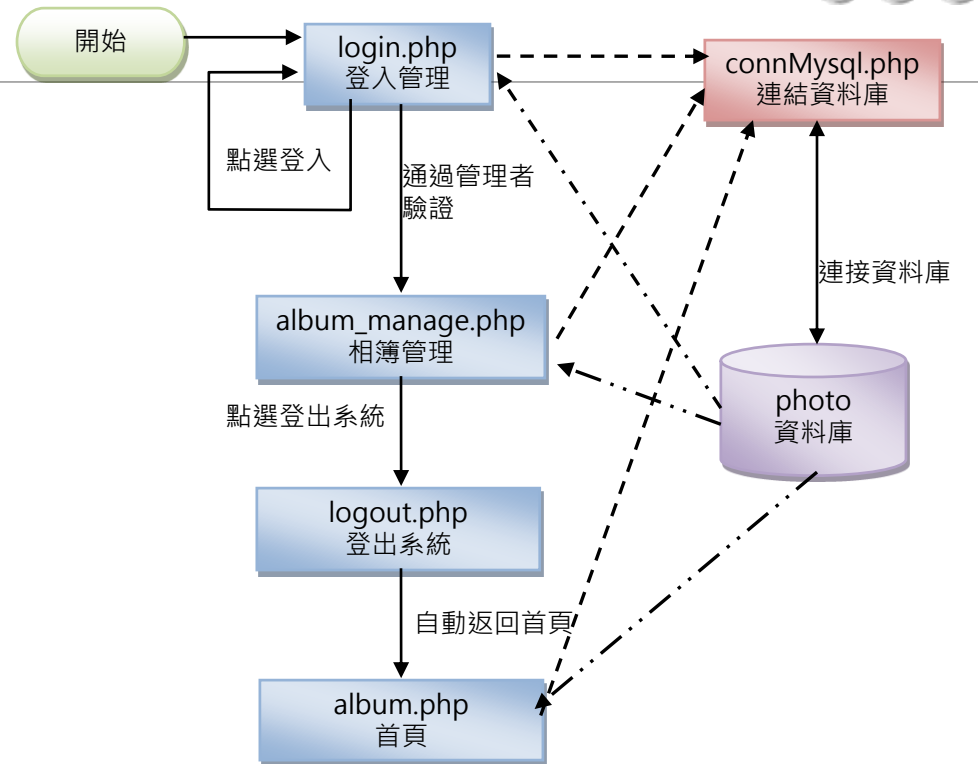 開始
login.php
登入管理
connMysql.php
連結資料庫
點選登入
通過管理者
驗證
連接資料庫
album_manage.php
相簿管理
photo
資料庫
點選登出系統
logout.php
登出系統
自動返回首頁
album.php
首頁